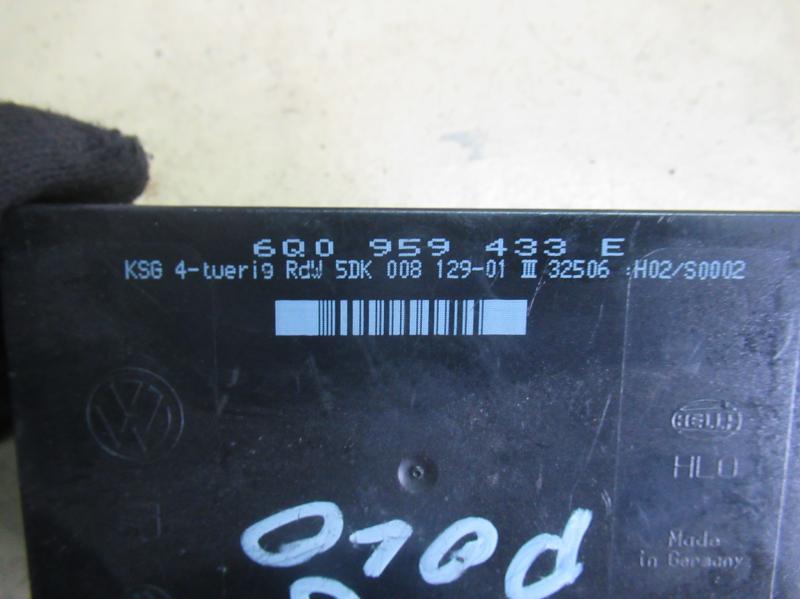 6Q0 959 433 E
KSG 4-tuerig RdW 5DK 008 129-01 III 32506 :H02/S0002
HELLA
HLO
Made
in Germany
POLO